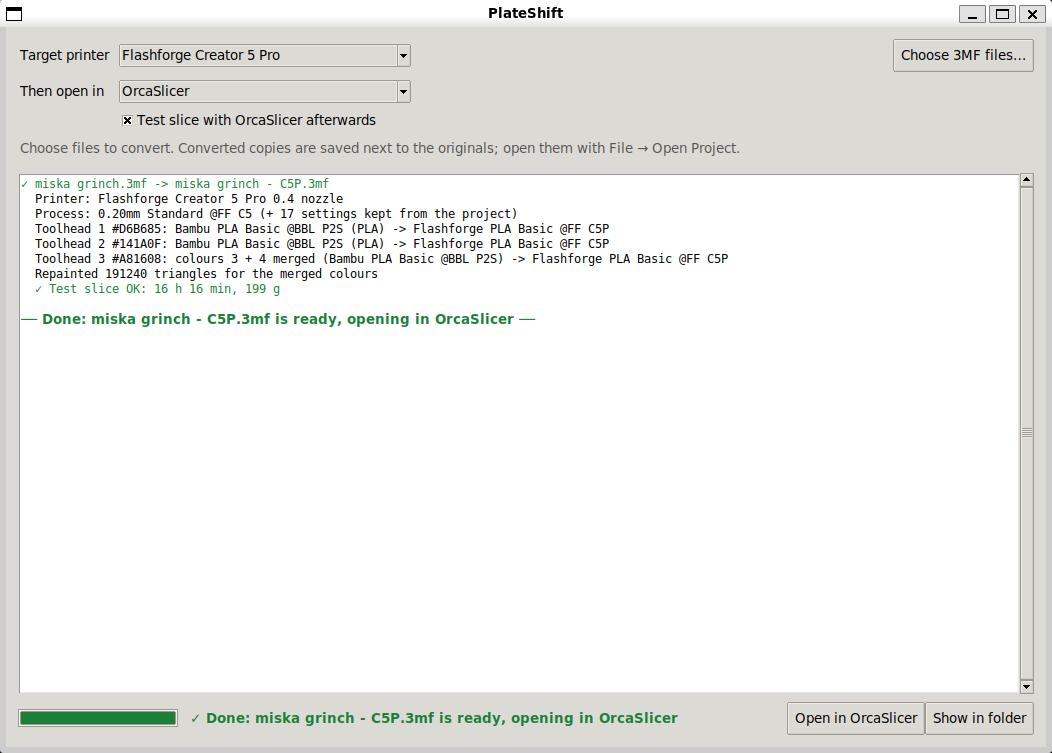 PlateShift
Target printer Flashforge Creator 5 Pro Choose 3MF files...
Then open in OrcaSlicer
Test slice with OrcaSlicer afterwards
Choose files to convert. Converted copies are saved next to the originals; open them with File → Open Project.
✓ miska grinch.3mf -> miska grinch - C5P.3mf
Printer: Flashforge Creator 5 Pro 0.4 nozzle
Process: 0.20mm Standard @FF C5 (+ 17 settings kept from the project)
Toolhead 1 #D6B685: Bambu PLA Basic @BBL P2S (PLA) -> Flashforge PLA Basic @FF C5P
Toolhead 2 #141A0F: Bambu PLA Basic @BBL P2S (PLA) -> Flashforge PLA Basic @FF C5P
Toolhead 3 #A81608: colours 3 + 4 merged (Bambu PLA Basic @BBL P2S) -> Flashforge PLA Basic @FF C5P
Repainted 191240 triangles for the merged colours
✓ Test slice OK: 16 h 16 min, 199 g
── Done: miska grinch - C5P.3mf is ready, opening in OrcaSlicer ──
✓ Done: miska grinch - C5P.3mf is ready, opening in OrcaSlicer Open in OrcaSlicer Show in folder